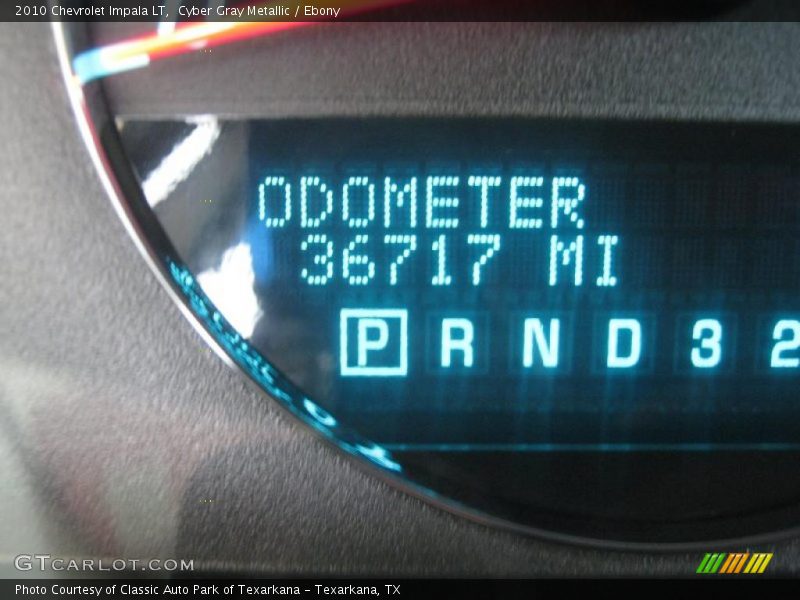 2010 Chevrolet Impala LT, Cyber Gray Metallic / Ebony
ODOMETER
36717 MI
P R N D 3 2
GTCARLOT.COM
Photo Courtesy of Classic Auto Park of Texarkana – Texarkana, TX